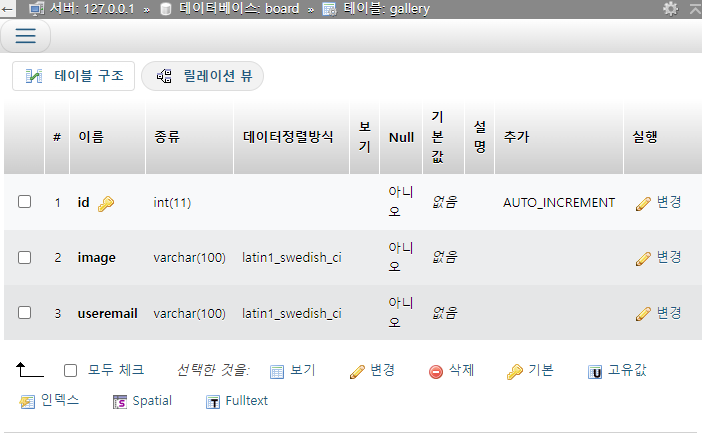 서버: 127.0.0.1 » 데이터베이스: board » 테이블: gallery
테이블 구조 릴레이션 뷰
# 이름 종류 데이터정렬방식 보기 Null 기본값 설명 추가 실행
1 id int(11) 아니오 없음 AUTO_INCREMENT 변경
2 image varchar(100) latin1_swedish_ci 아니오 없음 변경
3 useremail varchar(100) latin1_swedish_ci 아니오 없음 변경
모두 체크 선택한 것을: 보기 변경 삭제 기본 고유값
인덱스 Spatial Fulltext